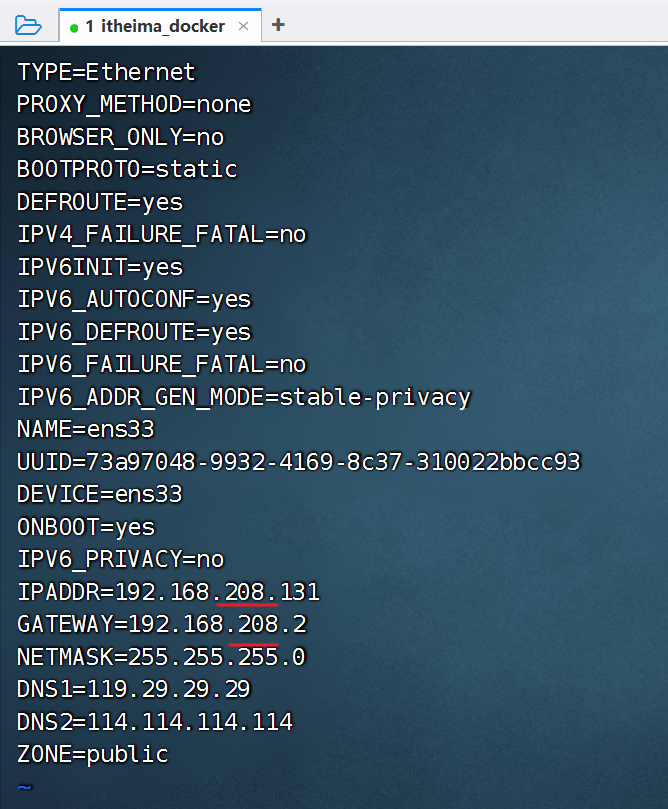 1 itheima_docker
TYPE=Ethernet
PROXY_METHOD=none
BROWSER_ONLY=no
BOOTPROTO=static
DEFROUTE=yes
IPV4_FAILURE_FATAL=no
IPV6INIT=yes
IPV6_AUTOCONF=yes
IPV6_DEFROUTE=yes
IPV6_FAILURE_FATAL=no
IPV6_ADDR_GEN_MODE=stable-privacy
NAME=ens33
UUID=73a97048-9932-4169-8c37-310022bbcc93
DEVICE=ens33
ONBOOT=yes
IPV6_PRIVACY=no
IPADDR=192.168.208.131
GATEWAY=192.168.208.2
NETMASK=255.255.255.0
DNS1=119.29.29.29
DNS2=114.114.114.114
ZONE=public
~